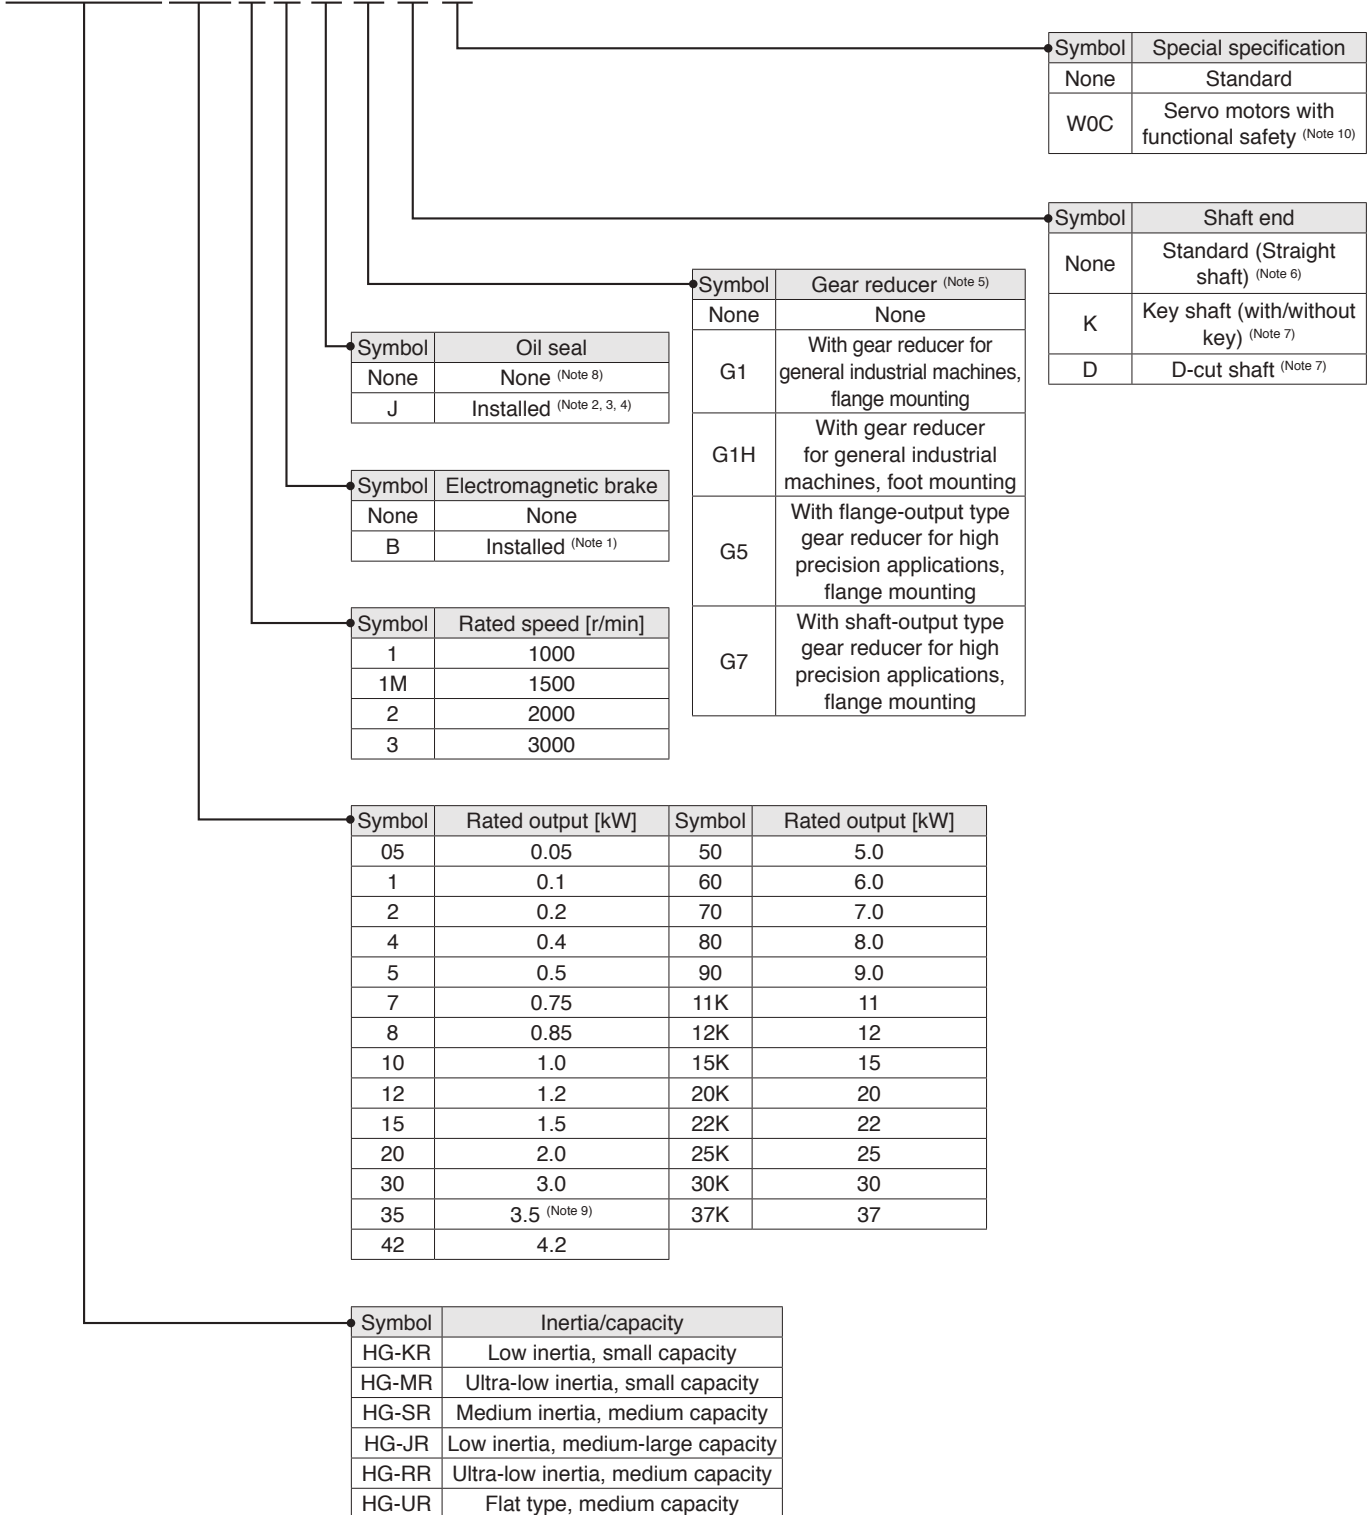 Symbol Special specification
None Standard
W0C Servo motors with
functional safety (Note 10)
Symbol Shaft end
None Standard (Straight
shaft) (Note 6)
K Key shaft (with/without
key) (Note 7)
D D-cut shaft (Note 7)
Symbol Gear reducer (Note 5)
None None
G1 With gear reducer for
general industrial machines,
flange mounting
G1H With gear reducer
for general industrial
machines, foot mounting
G5 With flange-output type
gear reducer for high
precision applications,
flange mounting
G7 With shaft-output type
gear reducer for high
precision applications,
flange mounting
Symbol Oil seal
None None (Note 8)
J Installed (Note 2, 3, 4)
Symbol Electromagnetic brake
None None
B Installed (Note 1)
Symbol Rated speed [r/min]
1 1000
1M 1500
2 2000
3 3000
Symbol Rated output [kW] Symbol Rated output [kW]
05 0.05 50 5.0
1 0.1 60 6.0
2 0.2 70 7.0
4 0.4 80 8.0
5 0.5 90 9.0
7 0.75 11K 11
8 0.85 12K 12
10 1.0 15K 15
12 1.2 20K 20
15 1.5 22K 22
20 2.0 25K 25
30 3.0 30K 30
35 3.5 (Note 9) 37K 37
42 4.2
Symbol Inertia/capacity
HG-KR Low inertia, small capacity
HG-MR Ultra-low inertia, small capacity
HG-SR Medium inertia, medium capacity
HG-JR Low inertia, medium-large capacity
HG-RR Ultra-low inertia, medium capacity
HG-UR Flat type, medium capacity